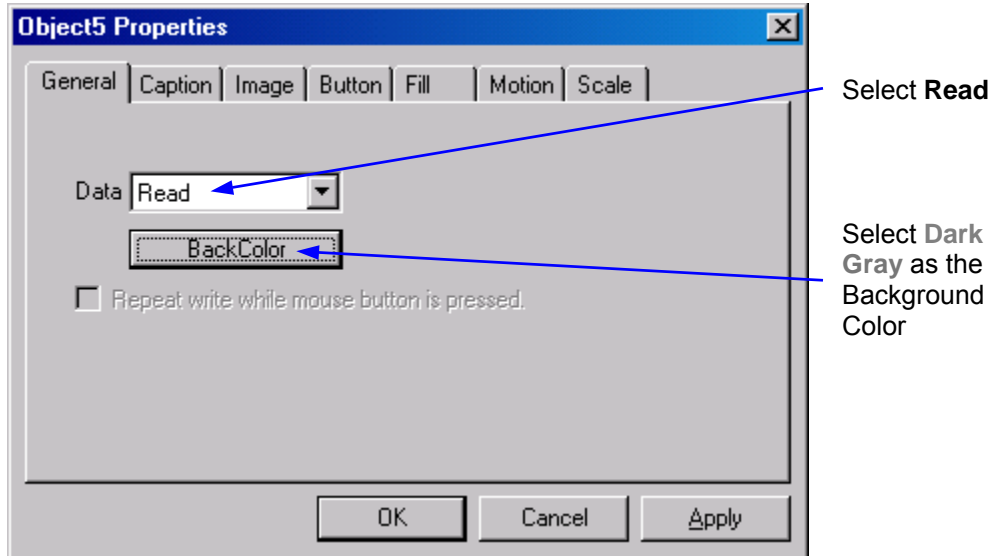 Object5 Properties
General Caption Image Button Fill Motion Scale
Data Read
BackColor
Repeat write while mouse button is pressed.
OK Cancel Apply
Select Read
Select Dark
Gray as the
Background
Color